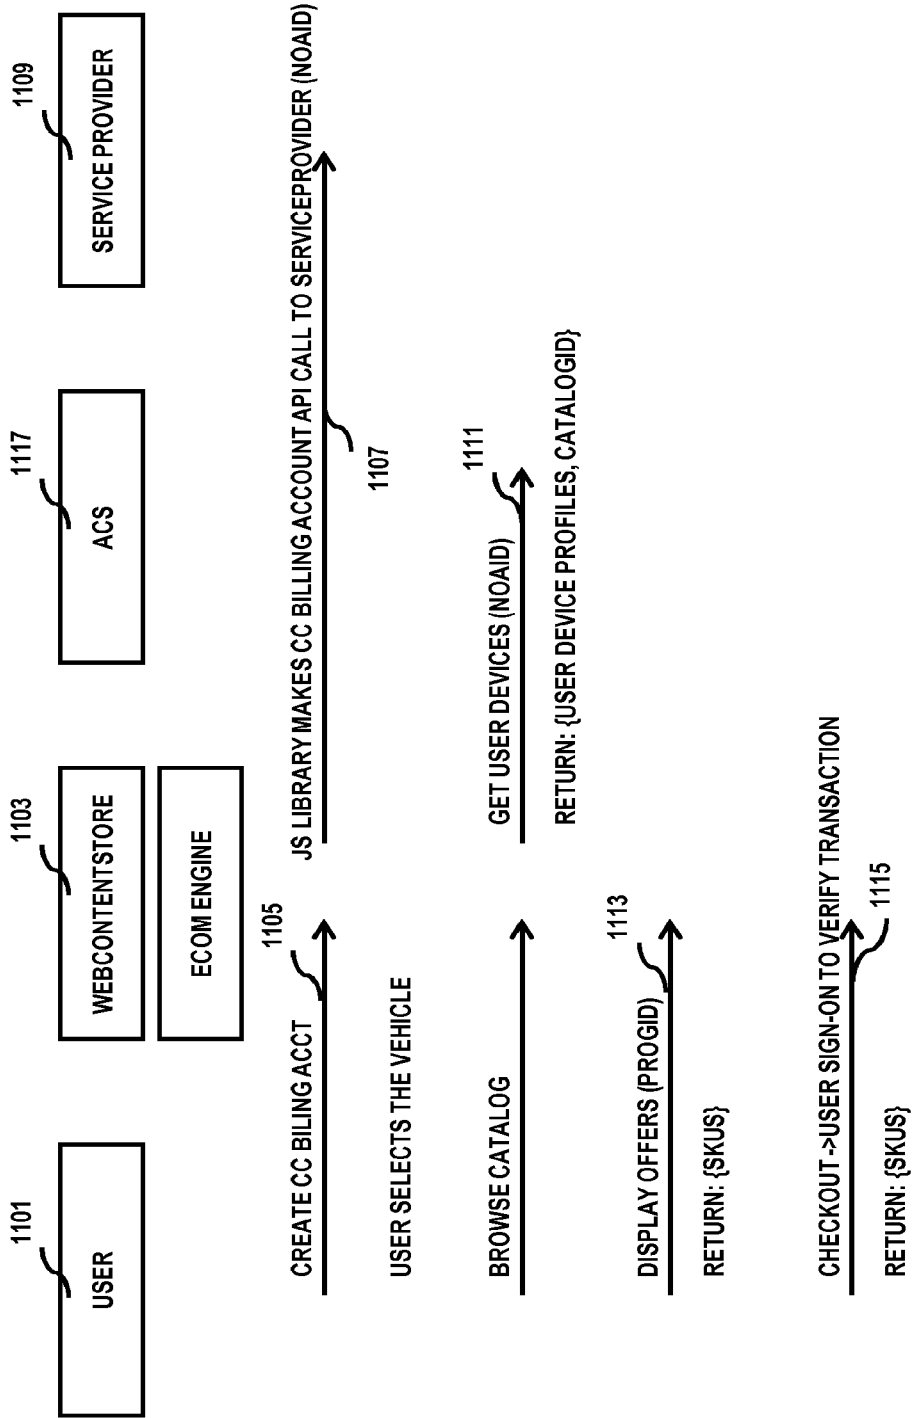 1101
USER
1103
WEBCONTENTSTORE
ECOM ENGINE
1117
ACS
1109
SERVICE PROVIDER
CREATE CC BILING ACCT
1105
JS LIBRARY MAKES CC BILLING ACCOUNT API CALL TO SERVICEPROVIDER (NOAID)
1107
USER SELECTS THE VEHICLE
BROWSE CATALOG
GET USER DEVICES (NOAID)
1111
RETURN: {USER DEVICE PROFILES, CATALOGID}
DISPLAY OFFERS (PROGID)
1113
RETURN: {SKUS}
CHECKOUT ->USER SIGN-ON TO VERIFY TRANSACTION
1115
RETURN: {SKUS}